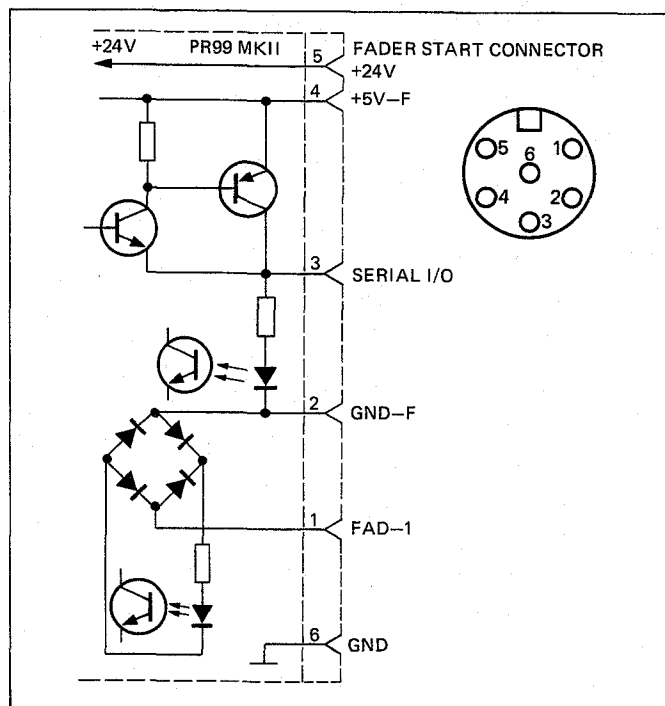 +24V PR99 MKII 5 FADER START CONNECTOR
+24V
4 +5V–F
5 6 1
4 2
3
3 SERIAL I/O
2 GND–F
1 FAD–1
6 GND